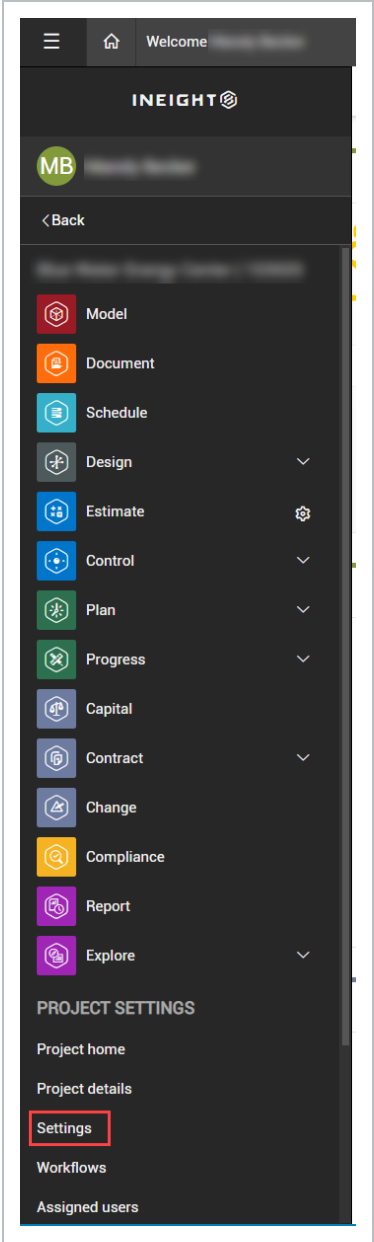 Welcome
INEIGHT
MB
<Back
Model
Document
Schedule
Design
Estimate
Control
Plan
Progress
Capital
Contract
Change
Compliance
Report
Explore
PROJECT SETTINGS
Project home
Project details
Settings
Workflows
Assigned users